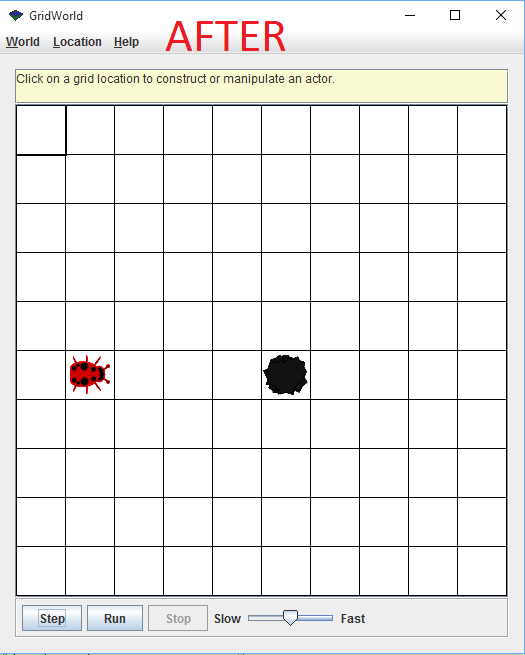 GridWorld
AFTER
World Location Help
Click on a grid location to construct or manipulate an actor.
Step Run Stop Slow Fast